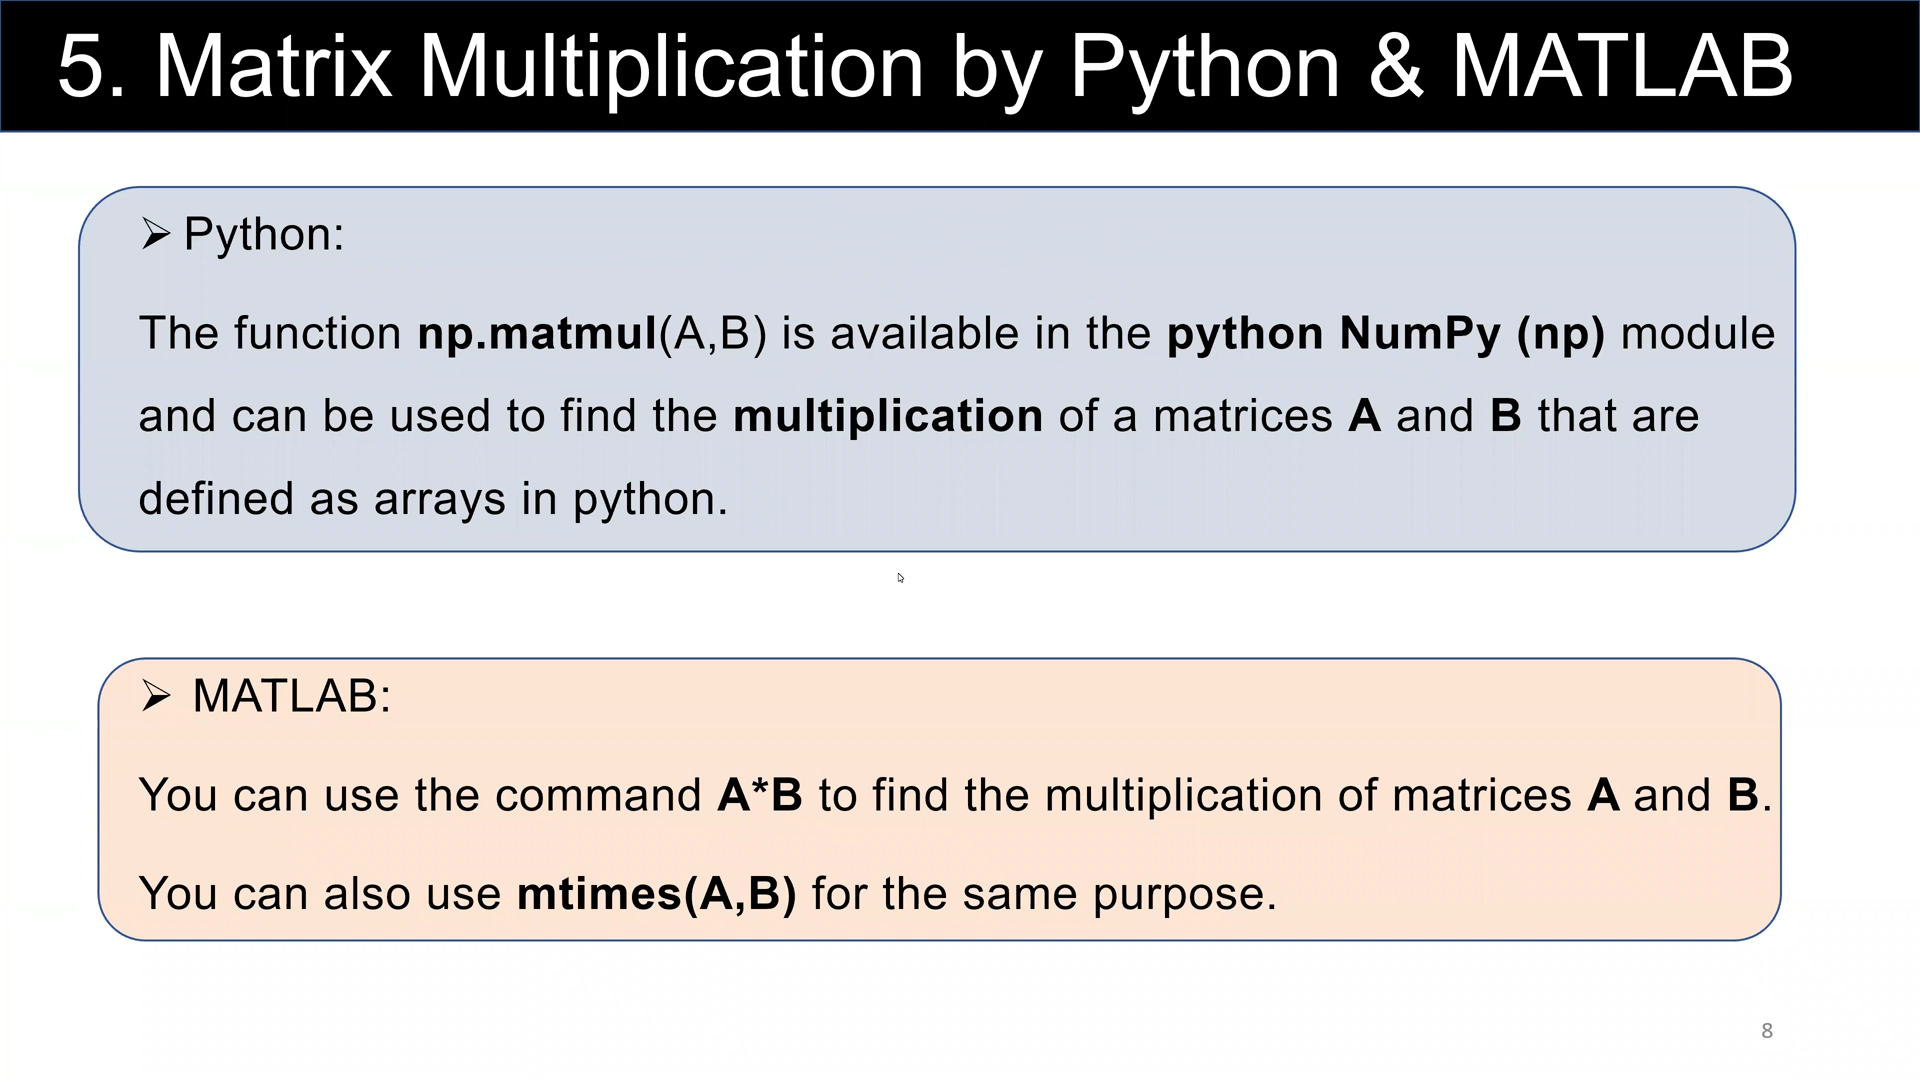 5. Matrix Multiplication by Python & MATLAB
➢ Python:
The function np.matmul(A,B) is available in the python NumPy (np) module
and can be used to find the multiplication of a matrices A and B that are
defined as arrays in python.
➢ MATLAB:
You can use the command A*B to find the multiplication of matrices A and B.
You can also use mtimes(A,B) for the same purpose.
8